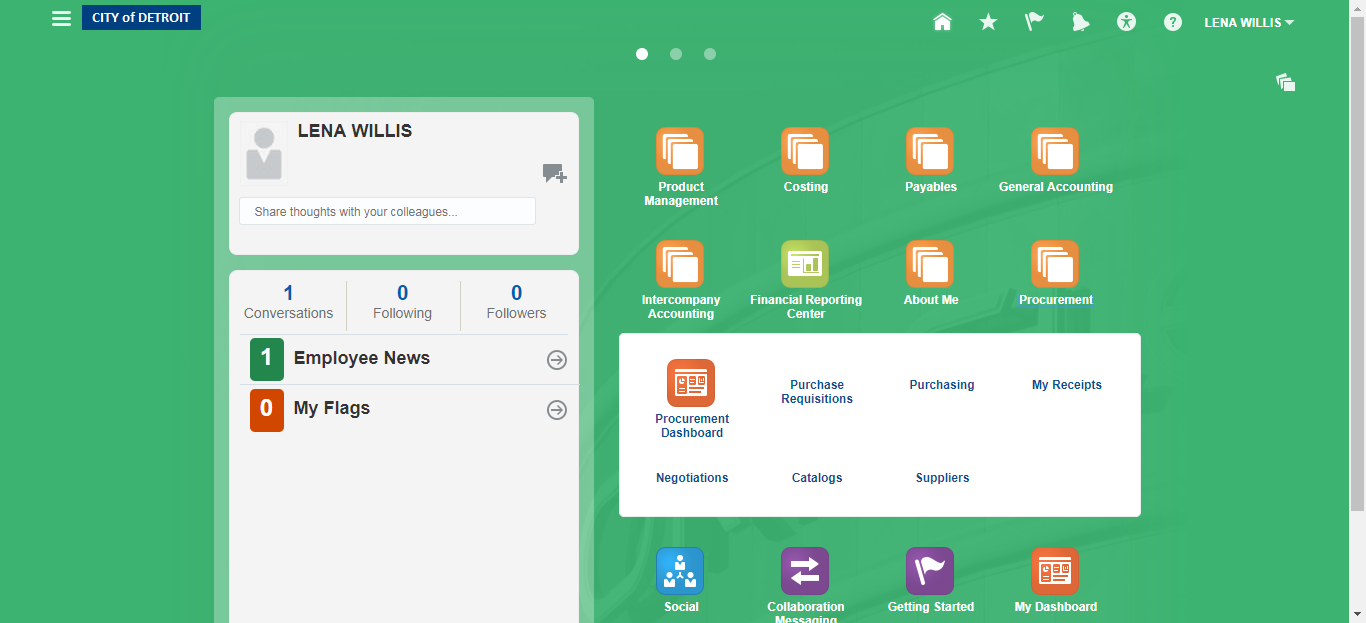 CITY of DETROIT
LENA WILLIS
LENA WILLIS
Share thoughts with your colleagues...
1
Conversations
0
Following
0
Followers
1
Employee News
0
My Flags
Product
Management
Costing
Payables
General Accounting
Intercompany
Accounting
Financial Reporting
Center
About Me
Procurement
Procurement
Dashboard
Purchase
Requisitions
Purchasing
My Receipts
Negotiations
Catalogs
Suppliers
Social
Collaboration
Messaging
Getting Started
My Dashboard